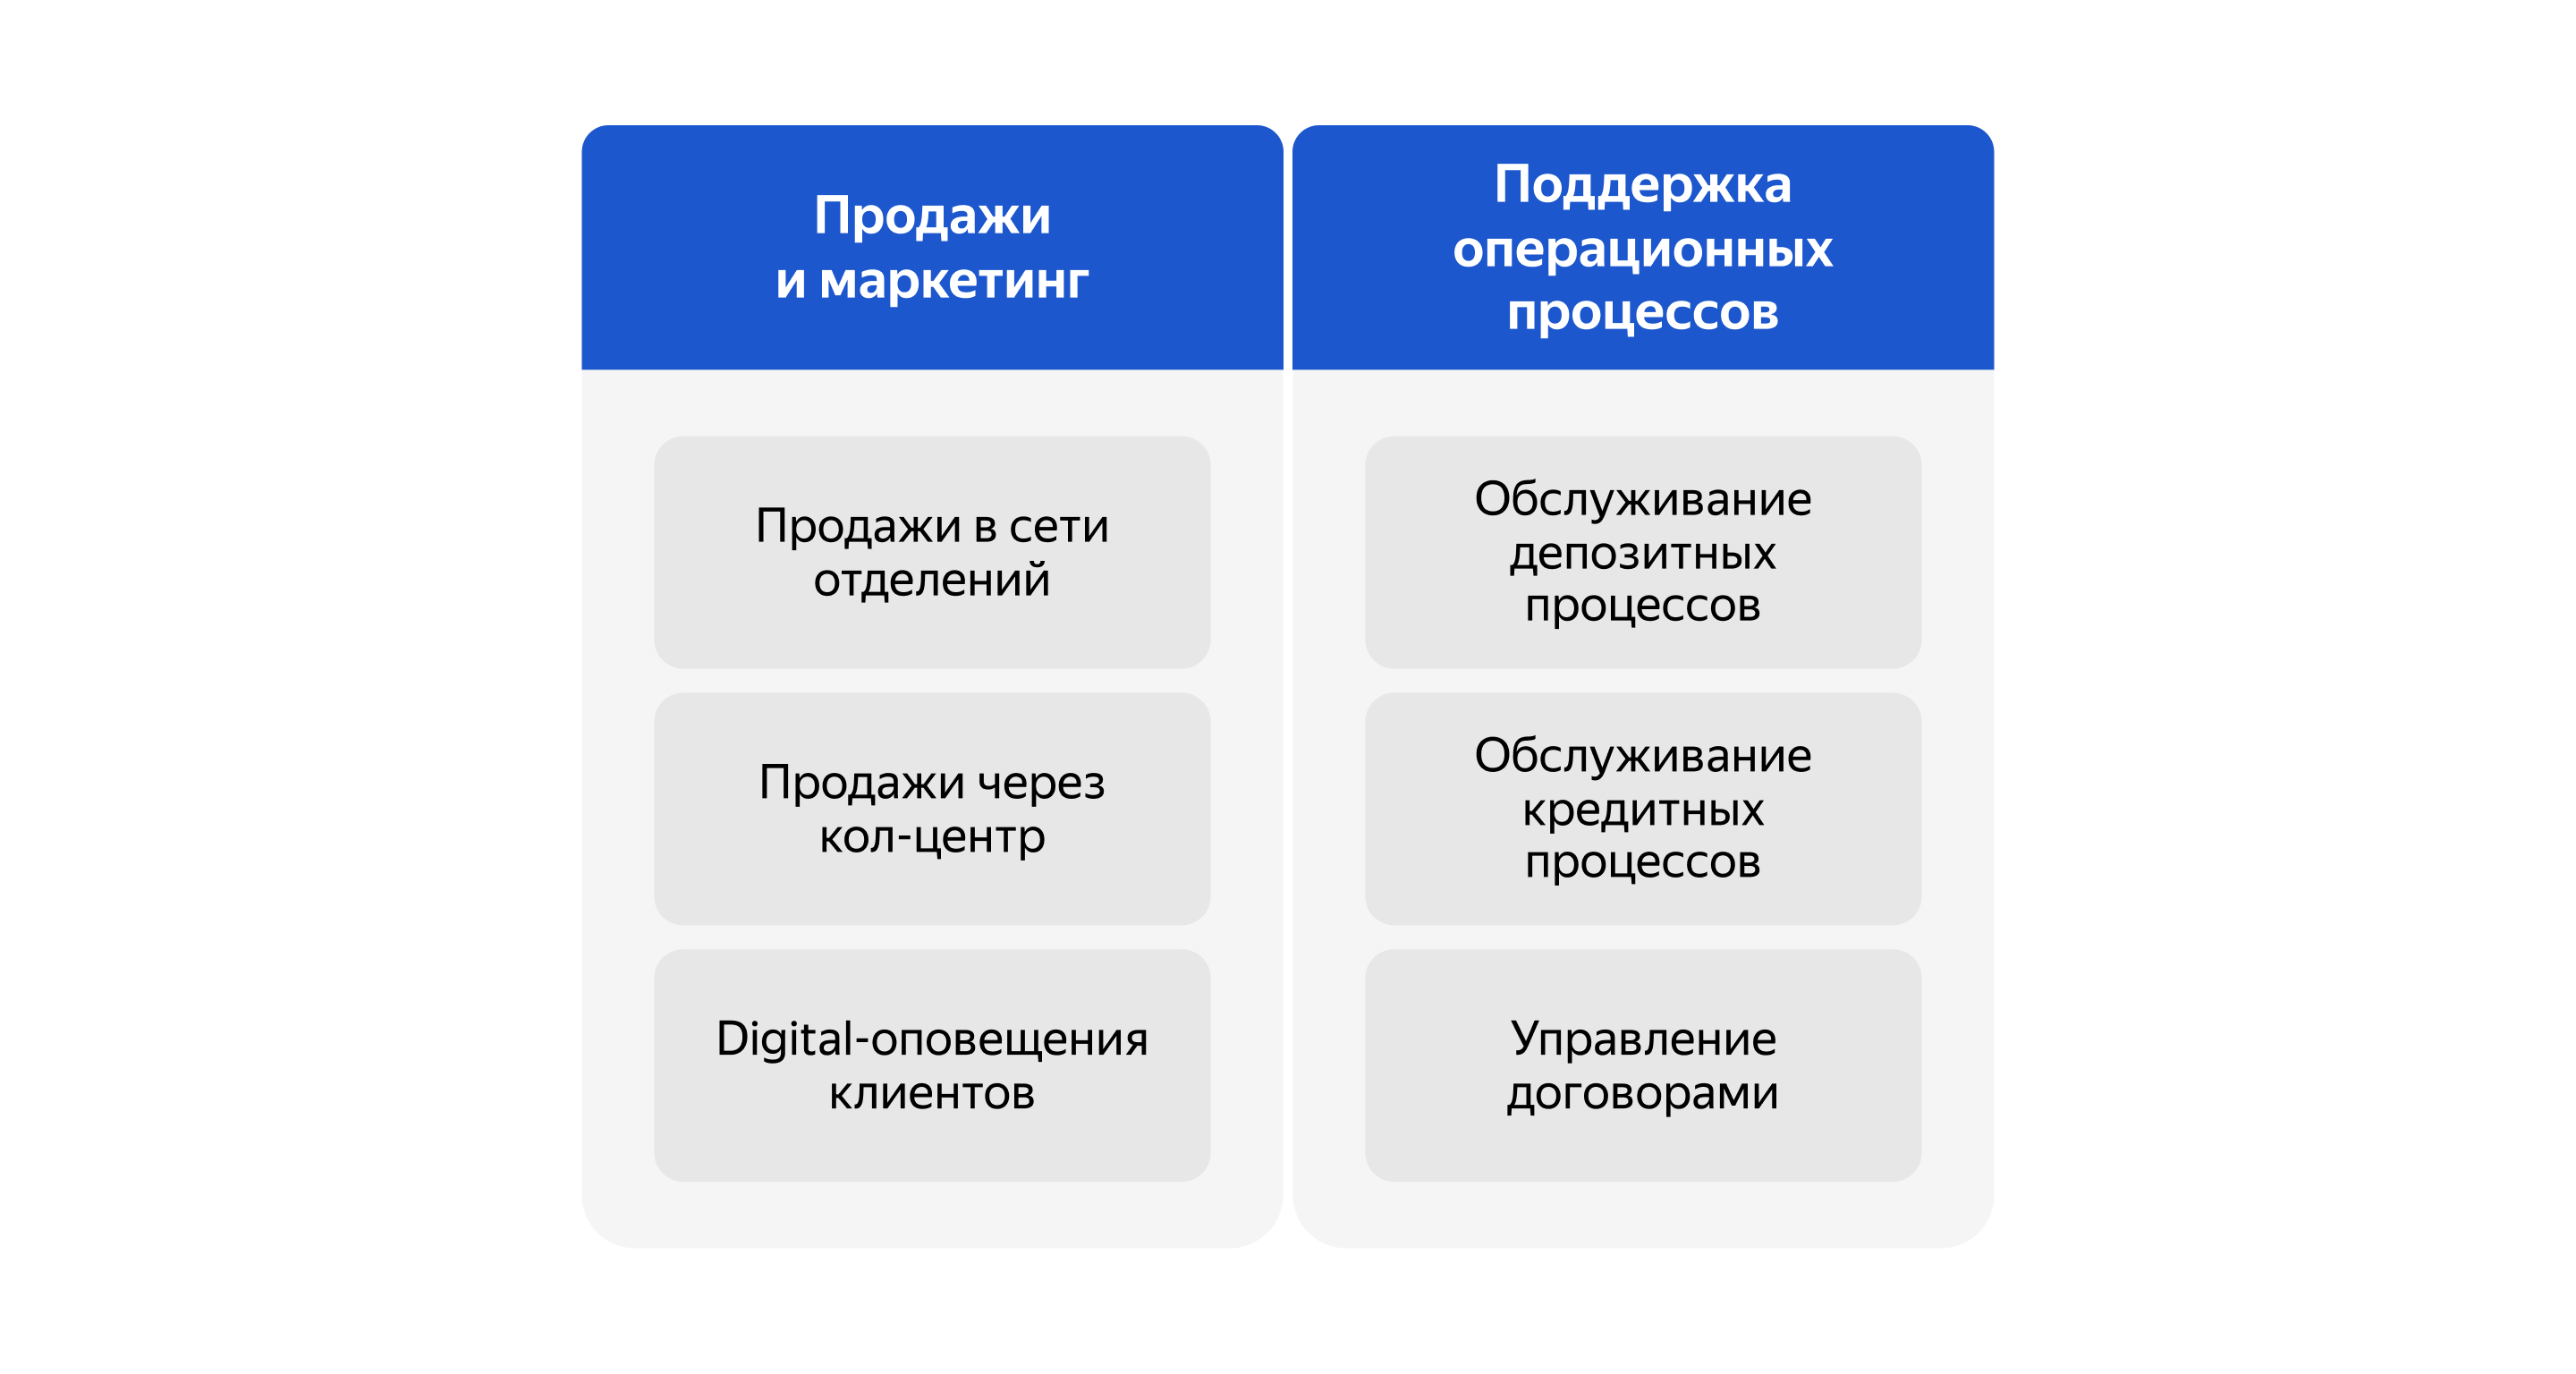 Продажи
и маркетинг
Продажи в сети
отделений
Продажи через
кол-центр
Digital-оповещения
клиентов
Поддержка
операционных
процессов
Обслуживание
депозитных
процессов
Обслуживание
кредитных
процессов
Управление
договорами